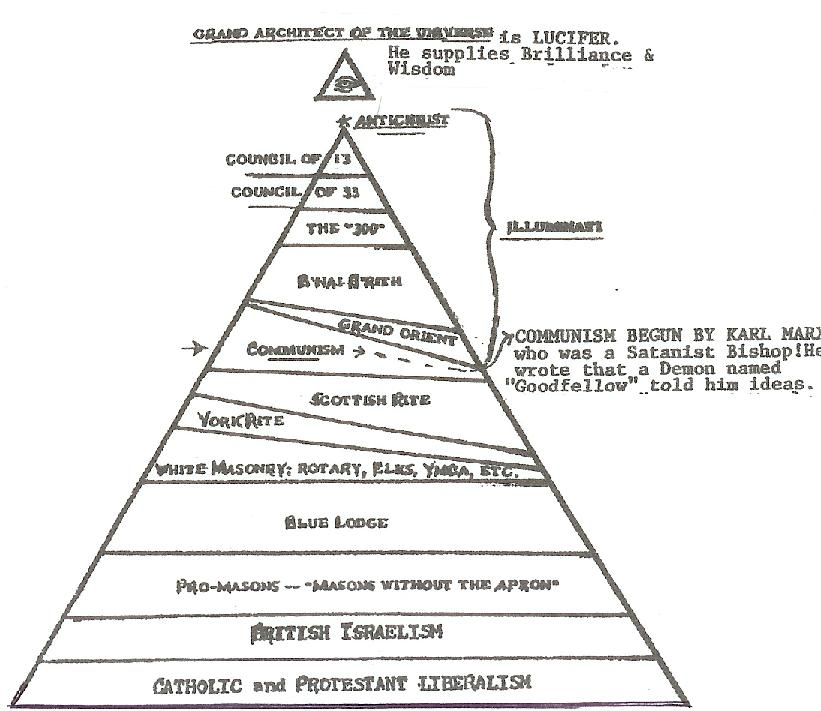 GRAND ARCHITECT OF THE UNIVERSE is LUCIFER.
He supplies Brilliance &
Wisdom
ANTICHRIST
COUNCIL OF 13
COUNCIL OF 33
THE "300"
ILLUMINATI
B'NAI B'RITH
GRAND ORIENT
COMMUNISM
COMMUNISM BEGUN BY KARL MARX
who was a Satanist Bishop!He
wrote that a Demon named
"Goodfellow" told him ideas.
SCOTTISH RITE
YORK RITE
WHITE MASONRY: ROTARY, ELKS, YMCA, ETC.
BLUE LODGE
PRO-MASONS -- "MASONS WITHOUT THE APRON"
BRITISH ISRAELISM
CATHOLIC and PROTESTANT LIBERALISM